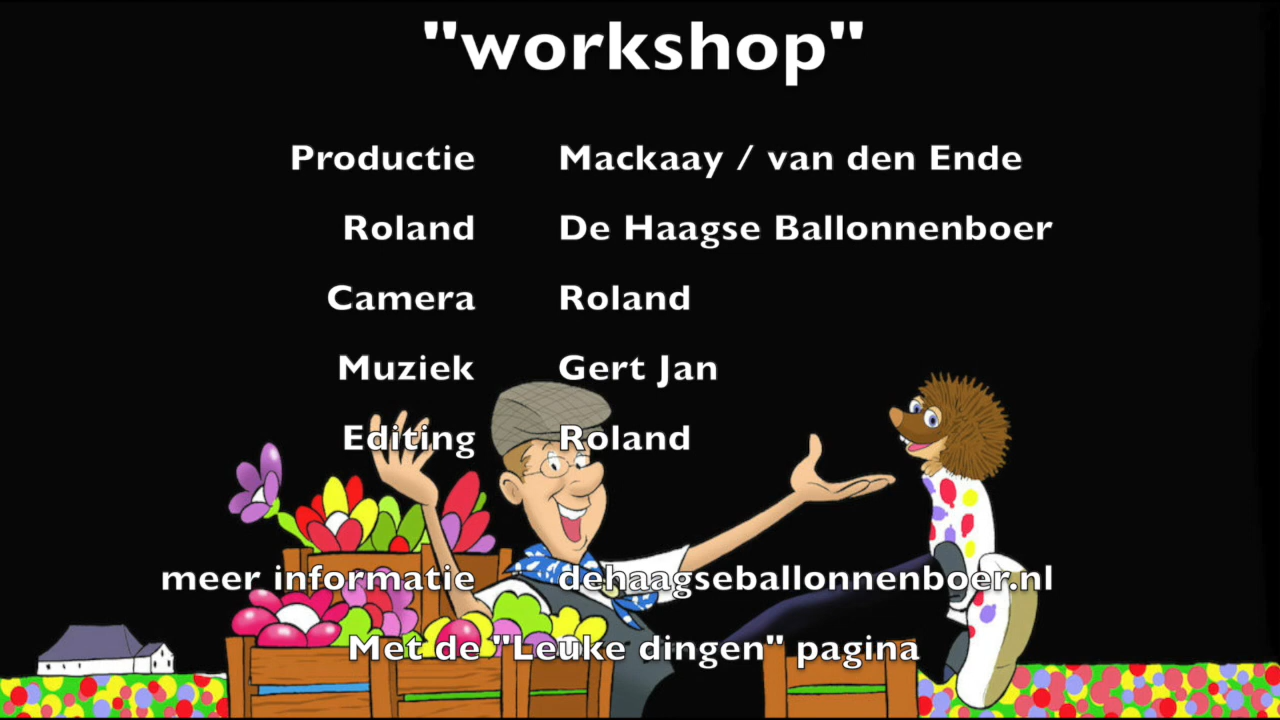 "workshop"
Productie Mackaay / van den Ende
Roland De Haagse Ballonnenboer
Camera Roland
Muziek Gert Jan
Editing Roland
meer informatie dehaagseballonnenboer.nl
Met de "Leuke dingen" pagina